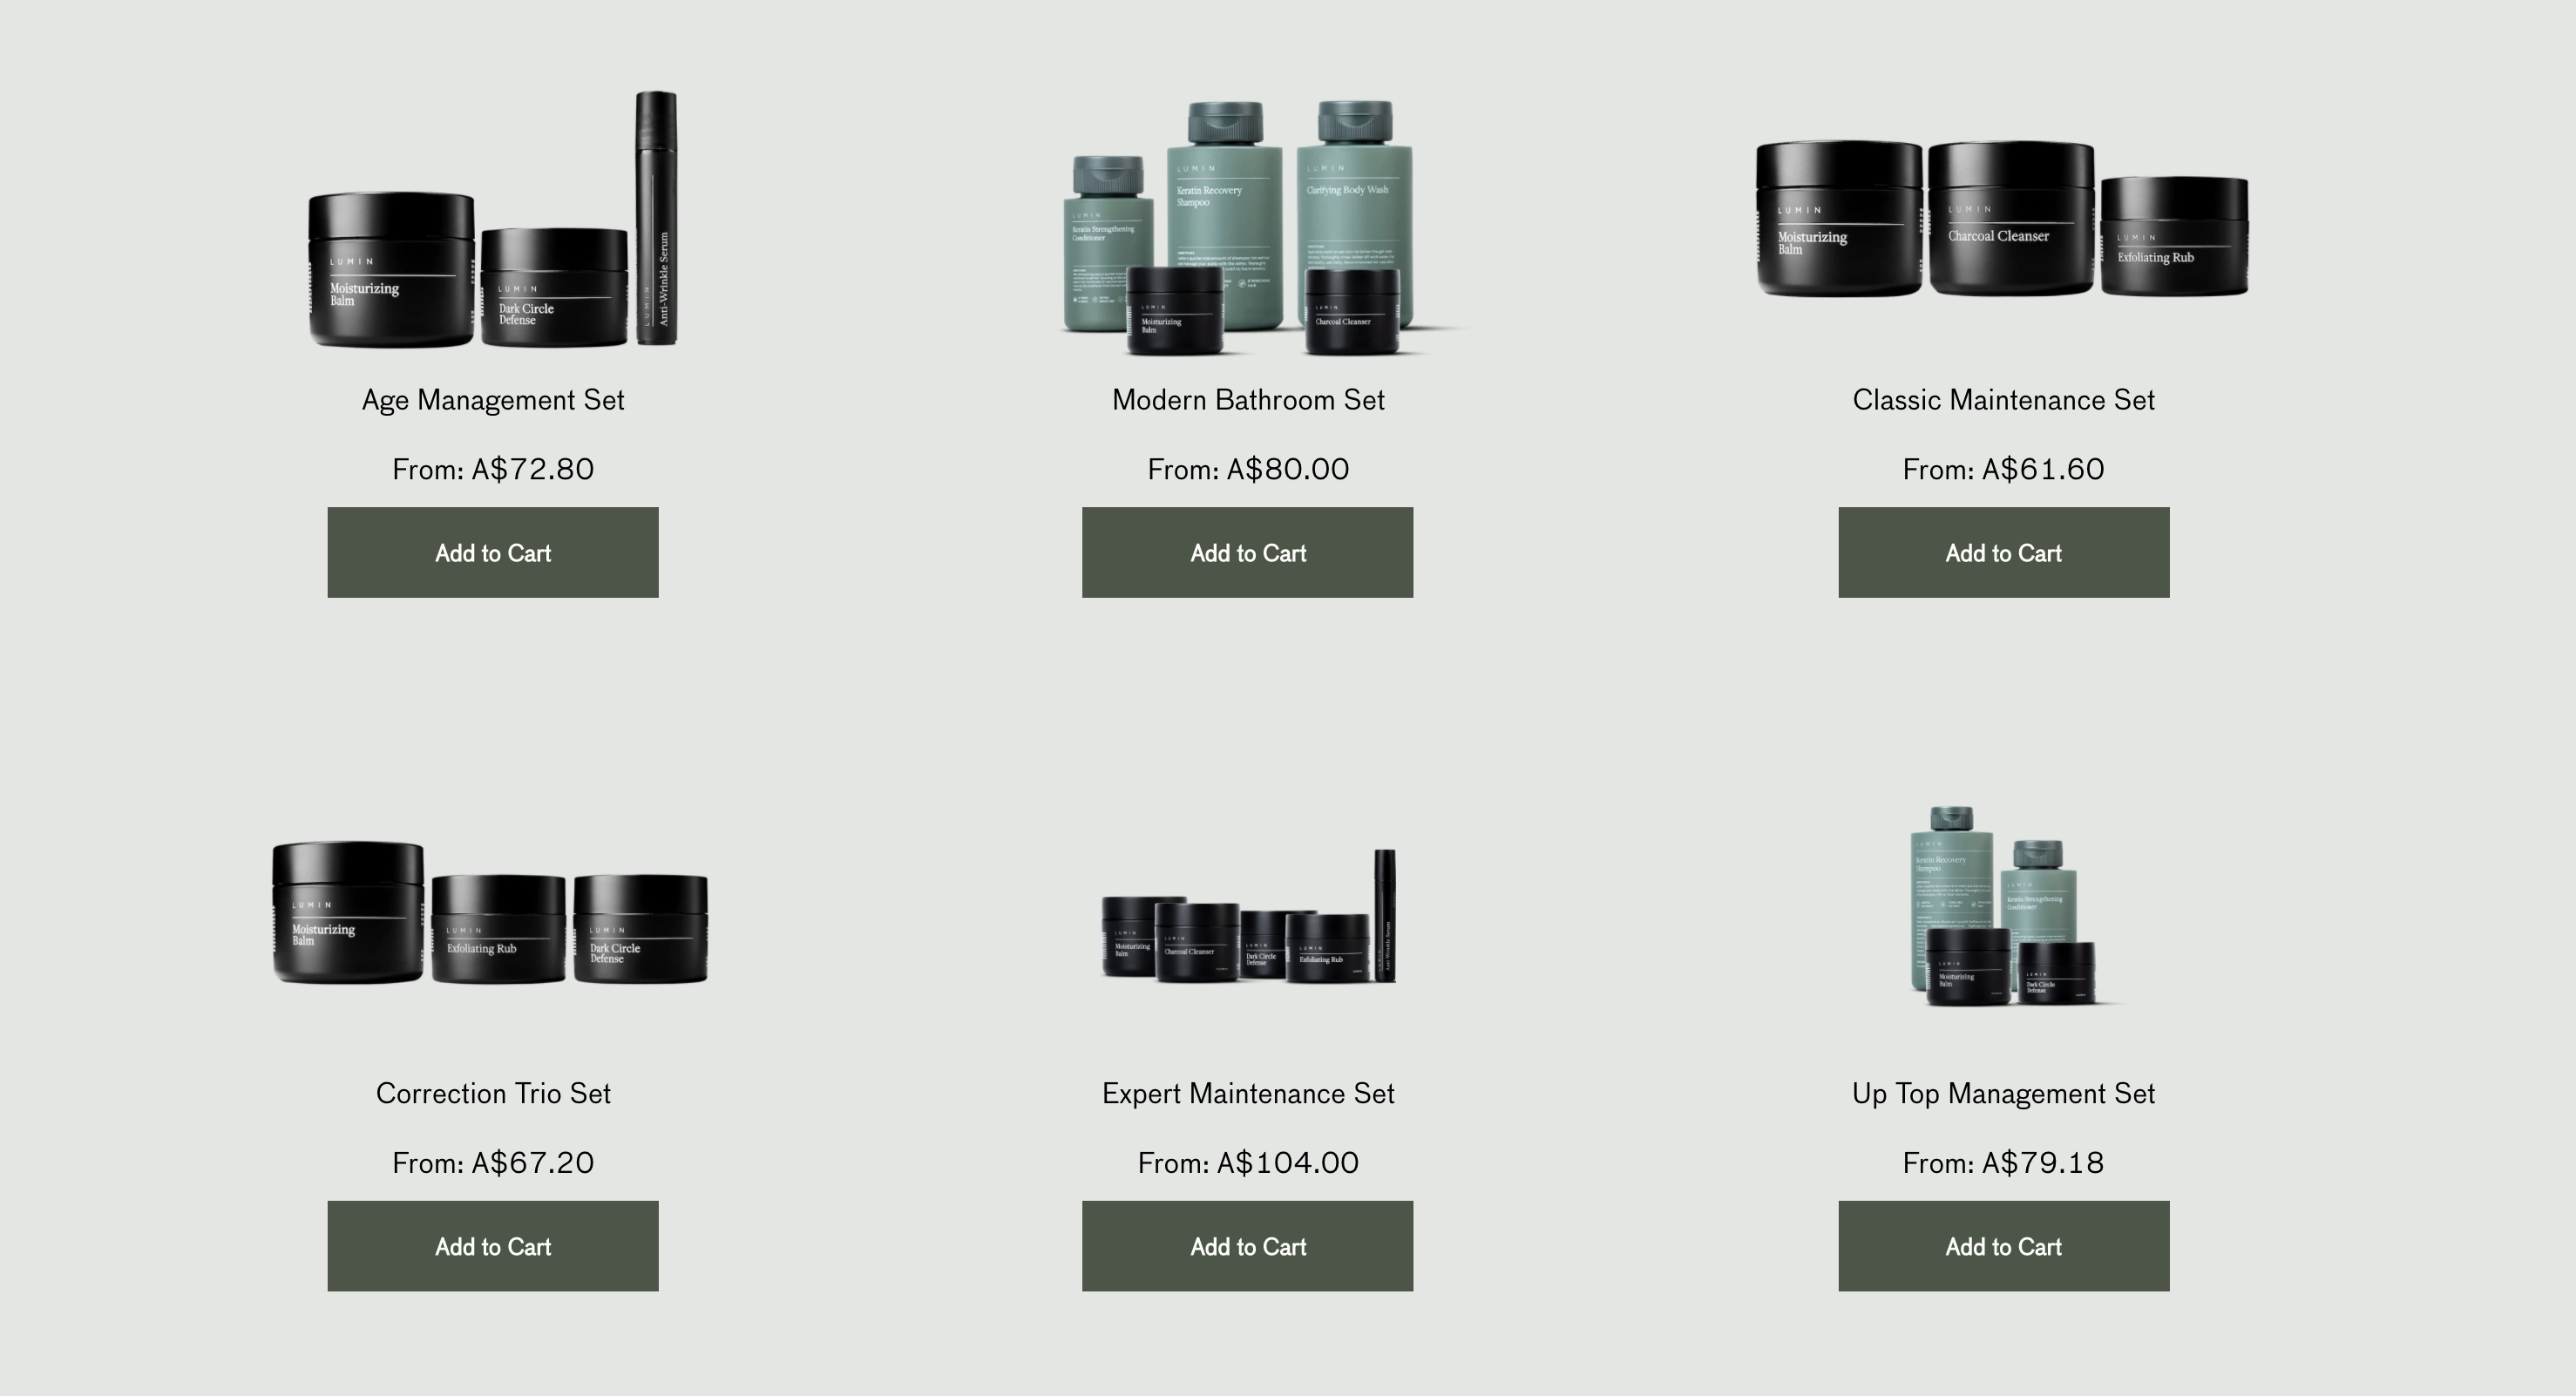 LUMIN
Moisturizing
Balm
LUMIN
Dark Circle
Defense
LUMIN
Anti-Wrinkle Serum
LUMIN
Keratin Strengthening
Conditioner
LUMIN
Keratin Recovery
Shampoo
LUMIN
Clarifying Body Wash
LUMIN
Moisturizing
Balm
LUMIN
Charcoal Cleanser
LUMIN
Moisturizing
Balm
LUMIN
Charcoal Cleanser
LUMIN
Exfoliating Rub
Age Management Set
Modern Bathroom Set
Classic Maintenance Set
From: A$72.80
From: A$80.00
From: A$61.60
Add to Cart
Add to Cart
Add to Cart
LUMIN
Moisturizing
Balm
LUMIN
Exfoliating Rub
LUMIN
Dark Circle
Defense
LUMIN
Moisturizing
Balm
LUMIN
Charcoal Cleanser
LUMIN
Dark Circle
Defense
LUMIN
Exfoliating Rub
LUMIN
Anti-Wrinkle Serum
LUMIN
Keratin Recovery
Shampoo
LUMIN
Keratin Strengthening
Conditioner
LUMIN
Moisturizing
Balm
LUMIN
Dark Circle
Defense
Correction Trio Set
Expert Maintenance Set
Up Top Management Set
From: A$67.20
From: A$104.00
From: A$79.18
Add to Cart
Add to Cart
Add to Cart